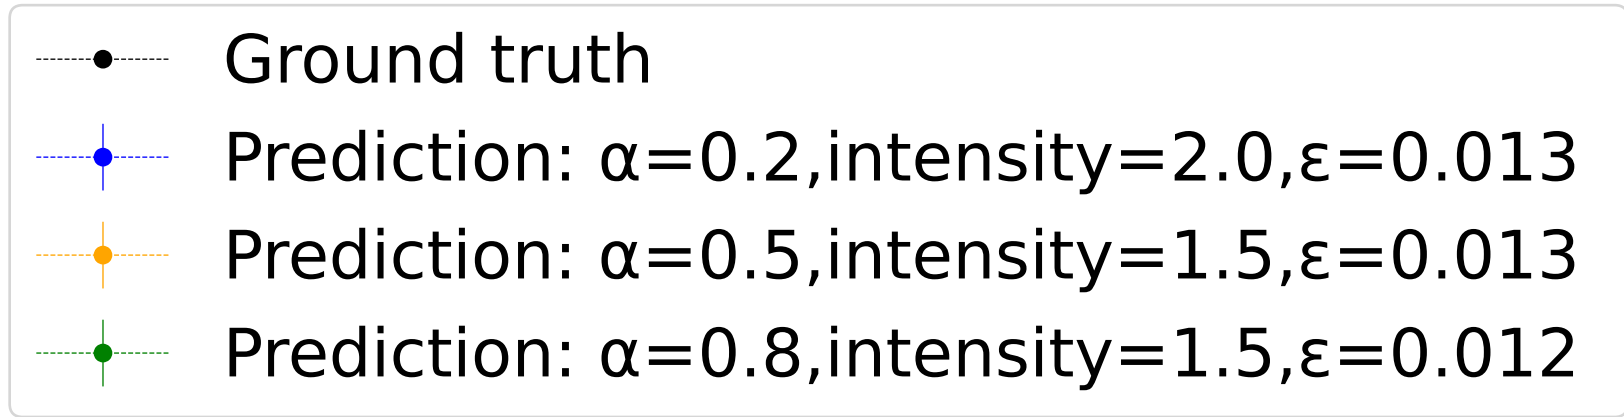 Ground truth
Prediction: α=0.2,intensity=2.0,ε=0.013
Prediction: α=0.5,intensity=1.5,ε=0.013
Prediction: α=0.8,intensity=1.5,ε=0.012